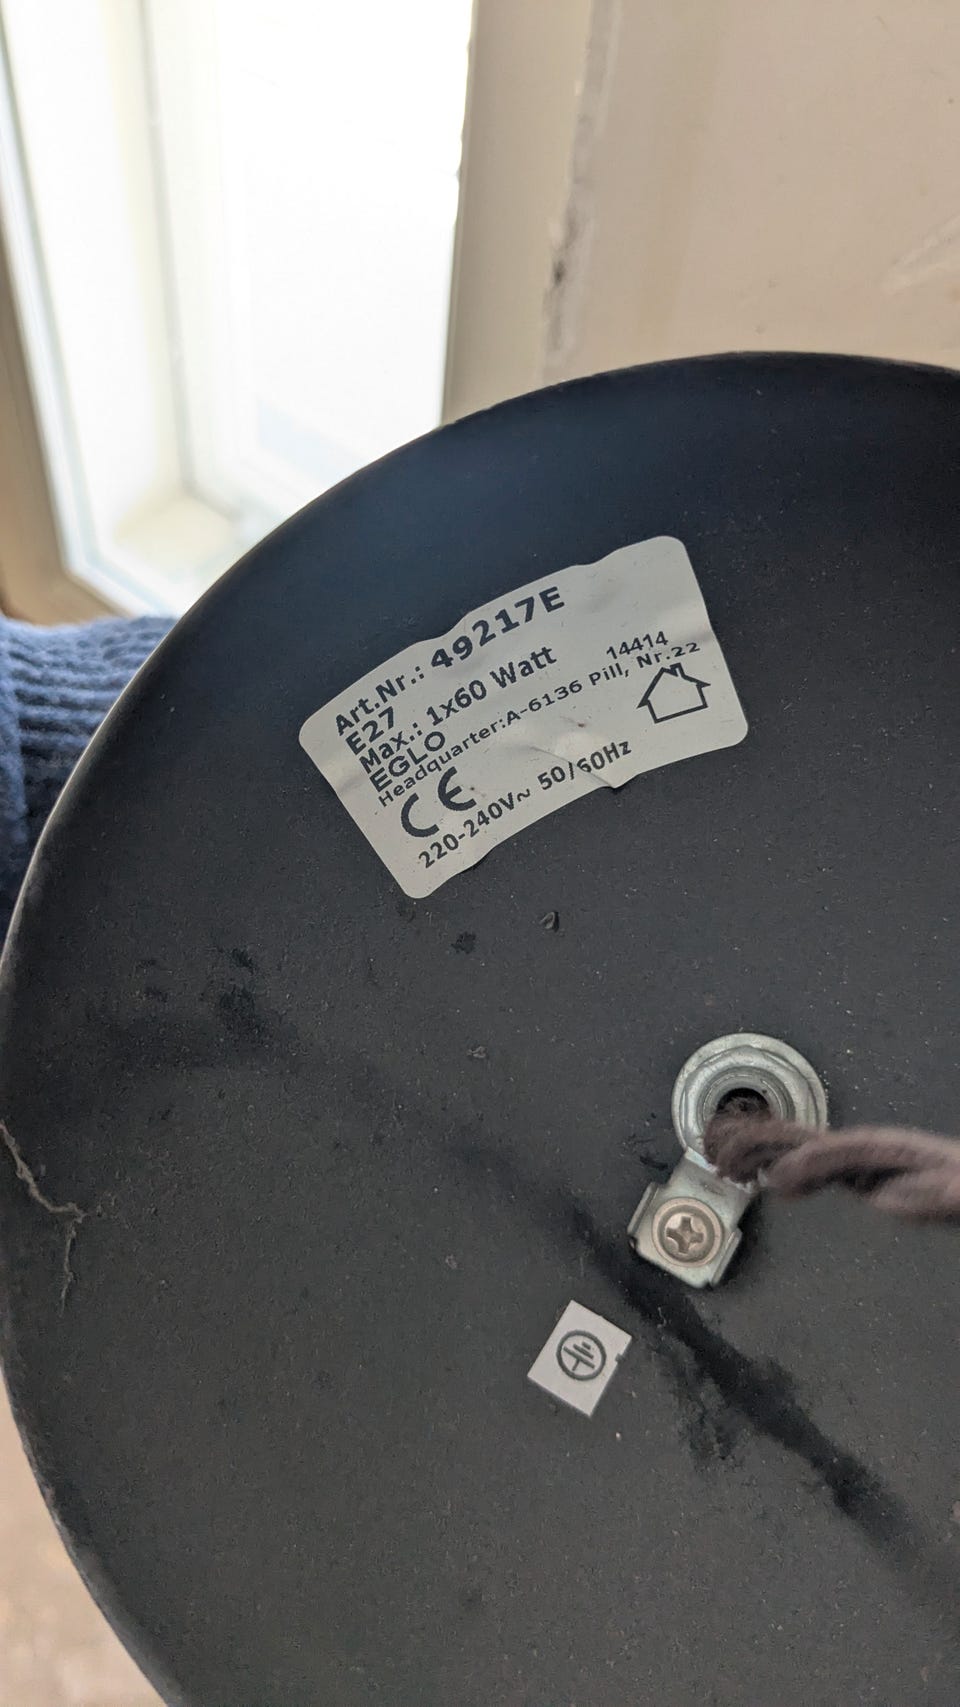 Art.Nr.: 49217E
E27
Max.: 1x60 Watt
14414
EGLO
Headquarter:A-6136 Pill, Nr.22
CE
220-240V~ 50/60Hz